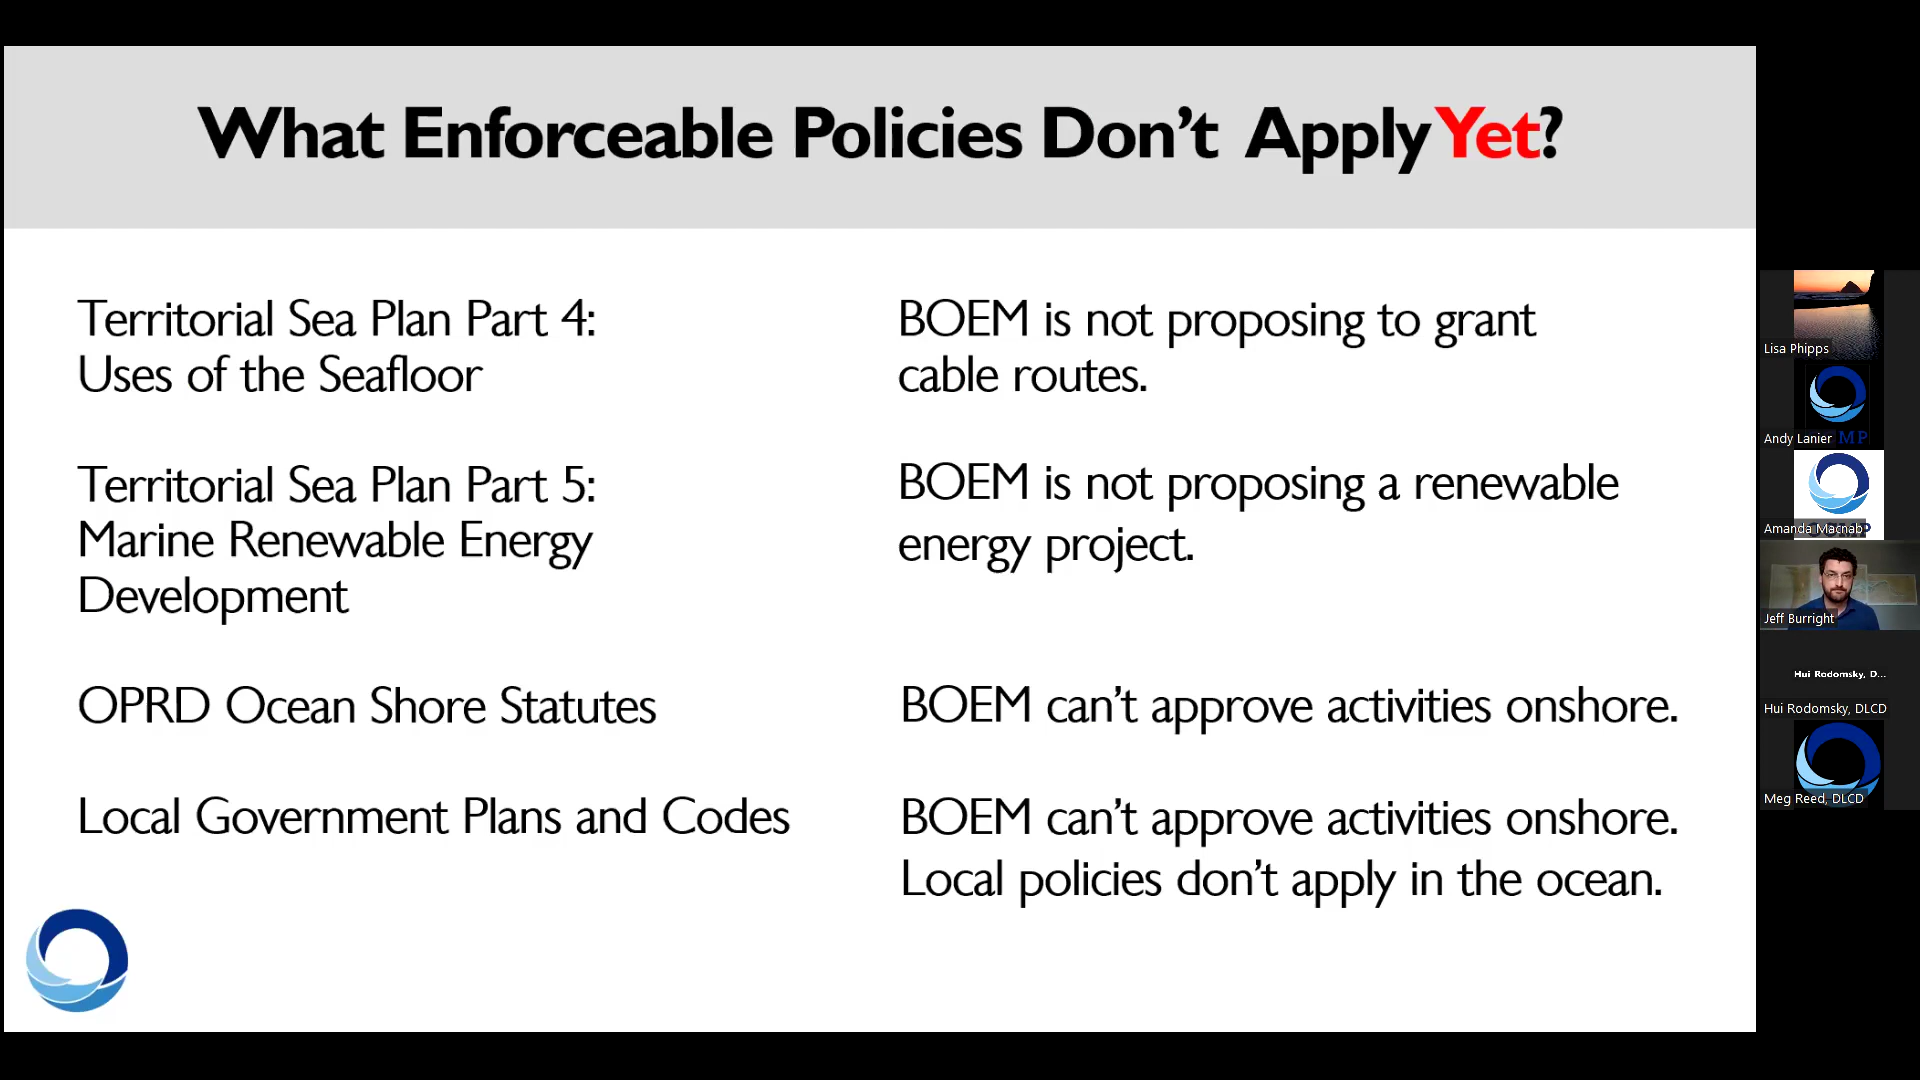 What Enforceable Policies Don’t Apply Yet?
Territorial Sea Plan Part 4:
Uses of the Seafloor
BOEM is not proposing to grant
cable routes.
Territorial Sea Plan Part 5:
Marine Renewable Energy
Development
BOEM is not proposing a renewable
energy project.
OPRD Ocean Shore Statutes
BOEM can’t approve activities onshore.
Local Government Plans and Codes
BOEM can’t approve activities onshore.
Local policies don’t apply in the ocean.
Lisa Phipps
Andy Lanier
Amanda Macnab
Jeff Burright
Hui Rodomsky, D...
Hui Rodomsky, DLCD
Meg Reed, DLCD